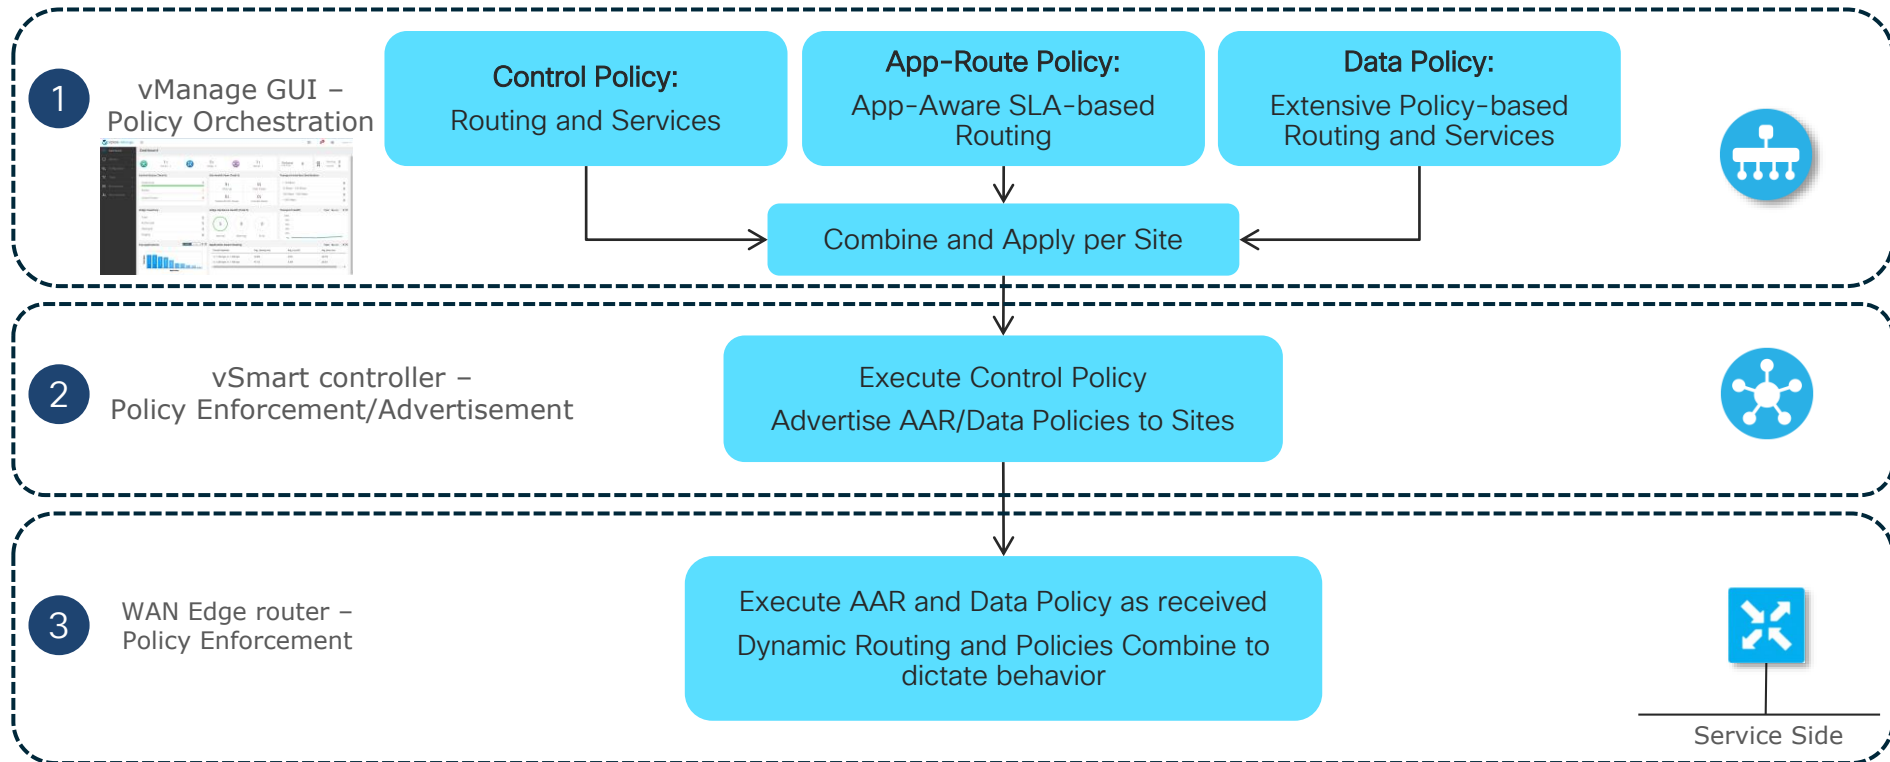 1
vManage GUI –
Policy Orchestration
Control Policy:
Routing and Services
App-Route Policy:
App-Aware SLA-based
Routing
Data Policy:
Extensive Policy-based
Routing and Services
Dashboard
Combine and Apply per Site
2
vSmart controller –
Policy Enforcement/Advertisement
Execute Control Policy
Advertise AAR/Data Policies to Sites
3
WAN Edge router –
Policy Enforcement
Execute AAR and Data Policy as received
Dynamic Routing and Policies Combine to
dictate behavior
Service Side